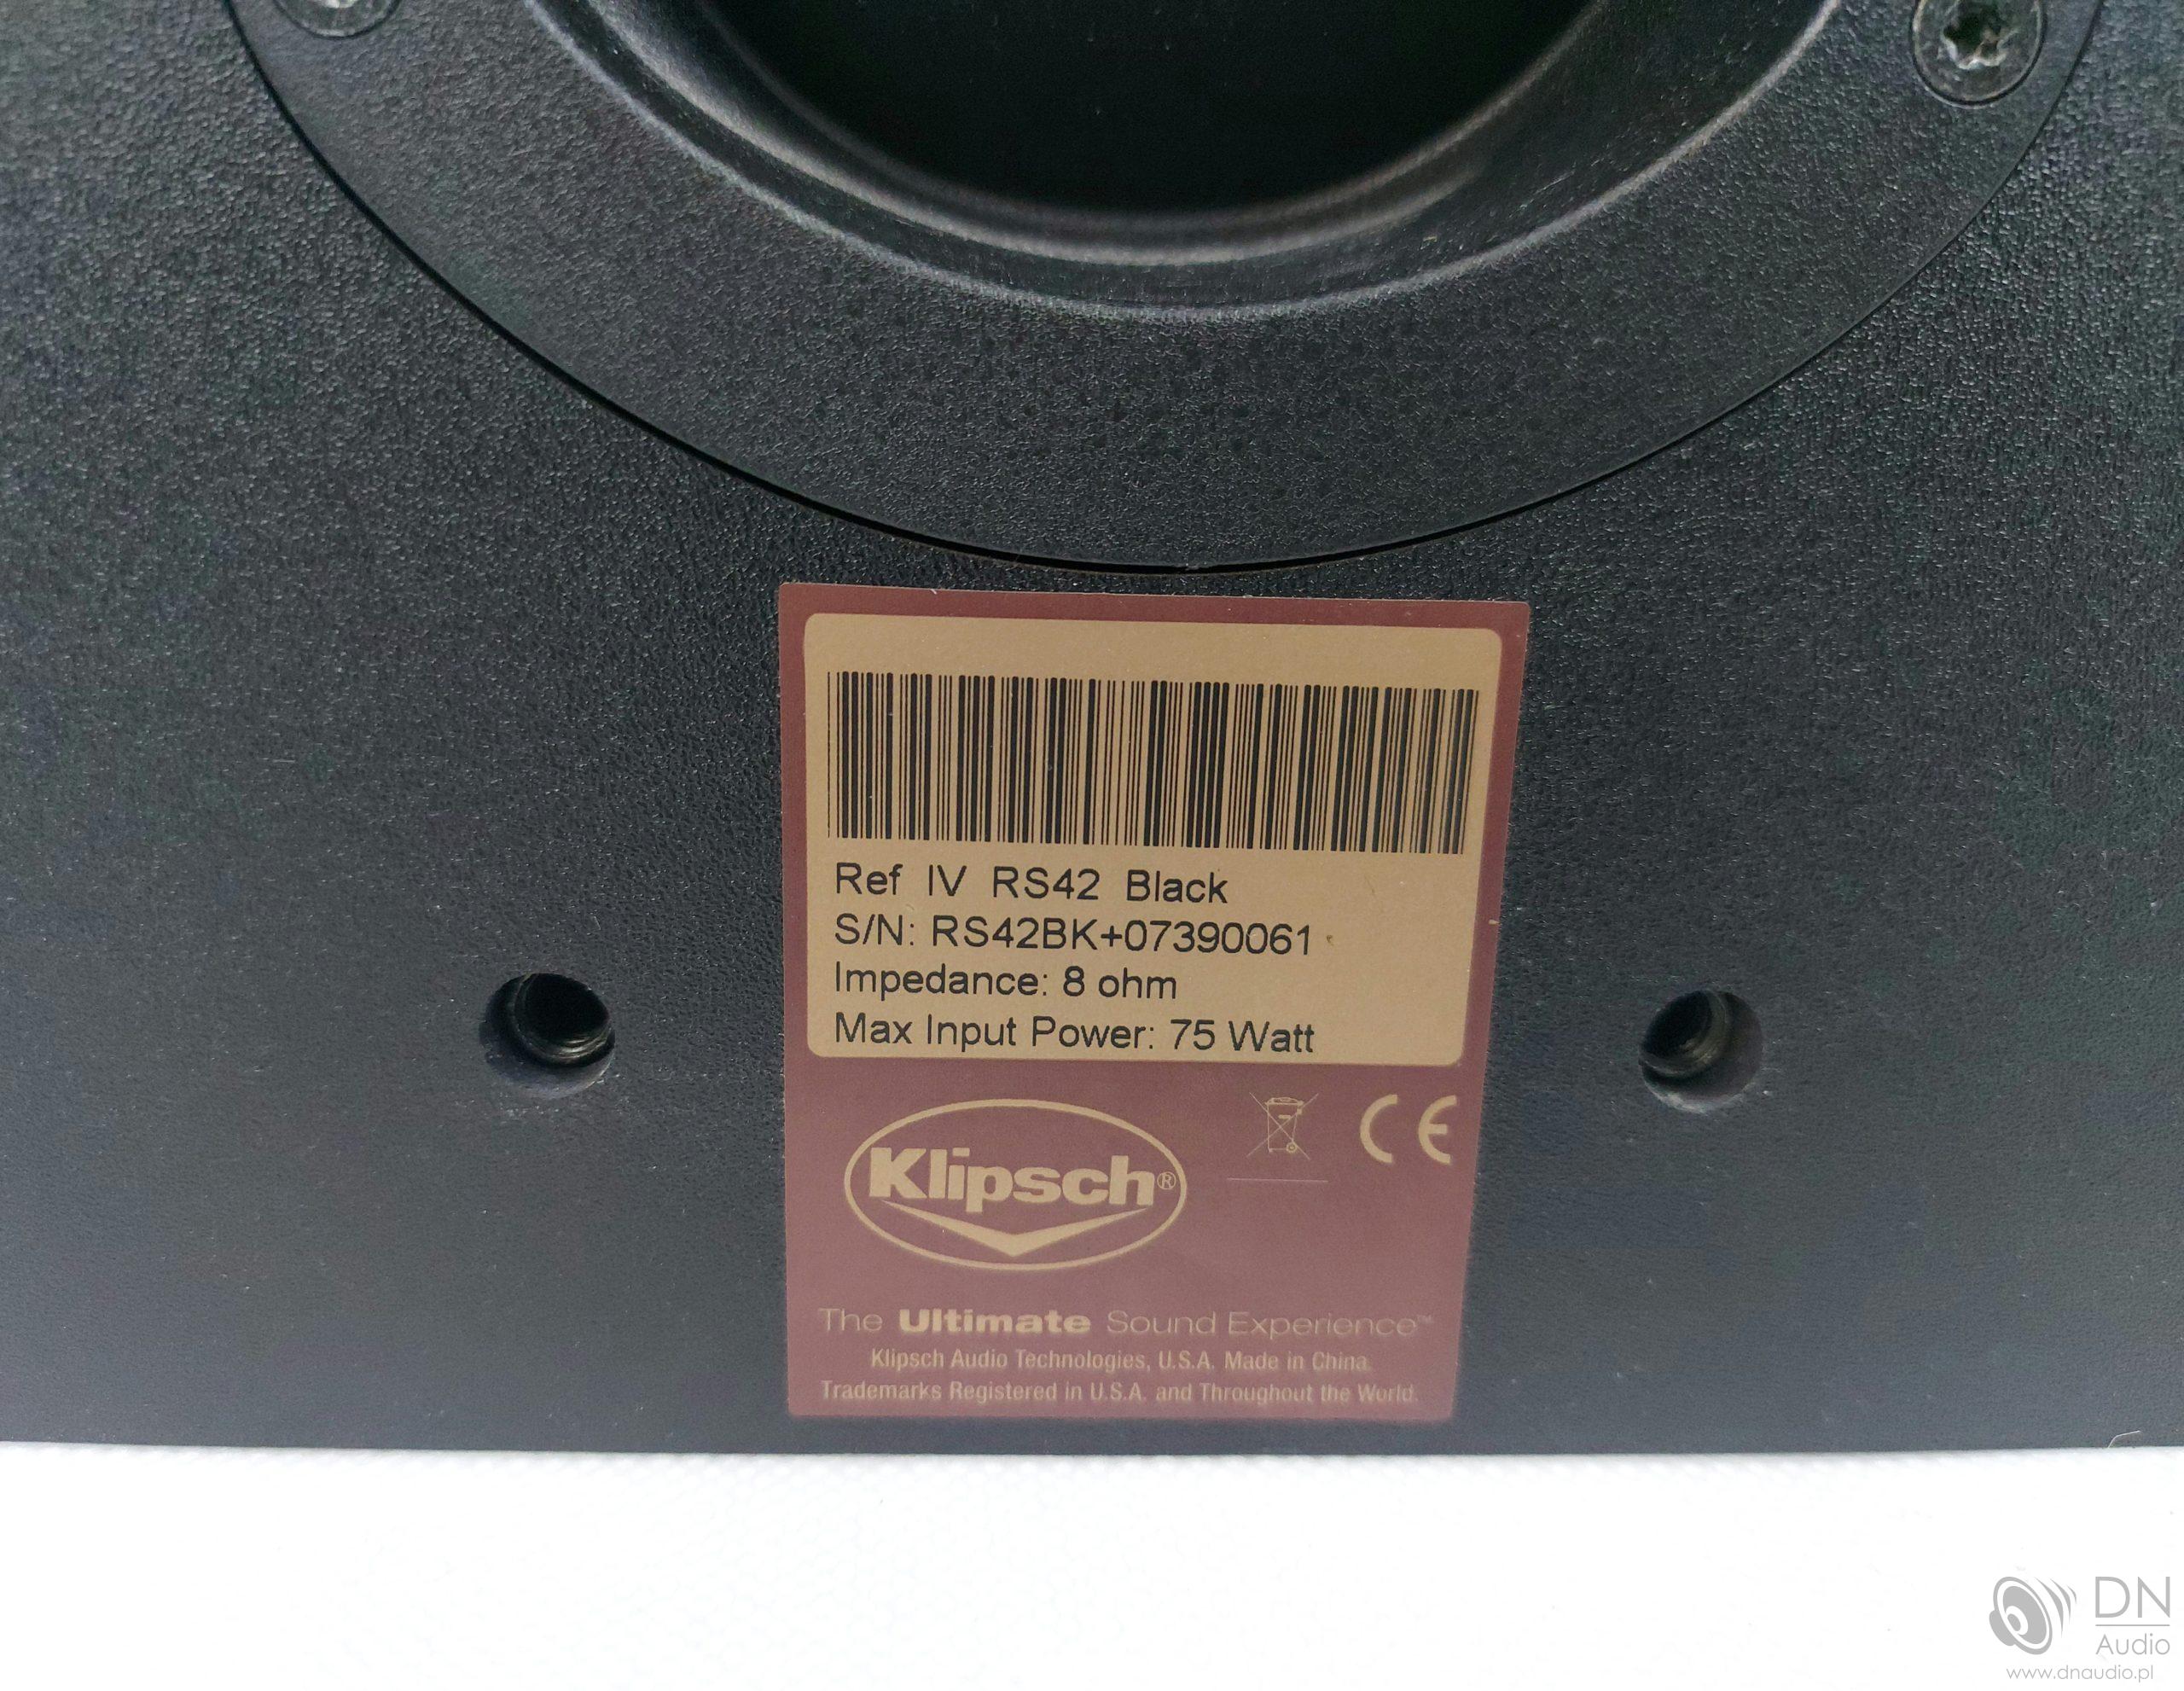 Ref IV RS42 Black
S/N: RS42BK+07390061
Impedance: 8 ohm
Max Input Power: 75 Watt
CE
Klipsch®
The Ultimate Sound Experience™
Klipsch Audio Technologies, U.S.A. Made in China.
Trademarks Registered in U.S.A. and Throughout the World.
DN
Audio
www.dnaudio.pl